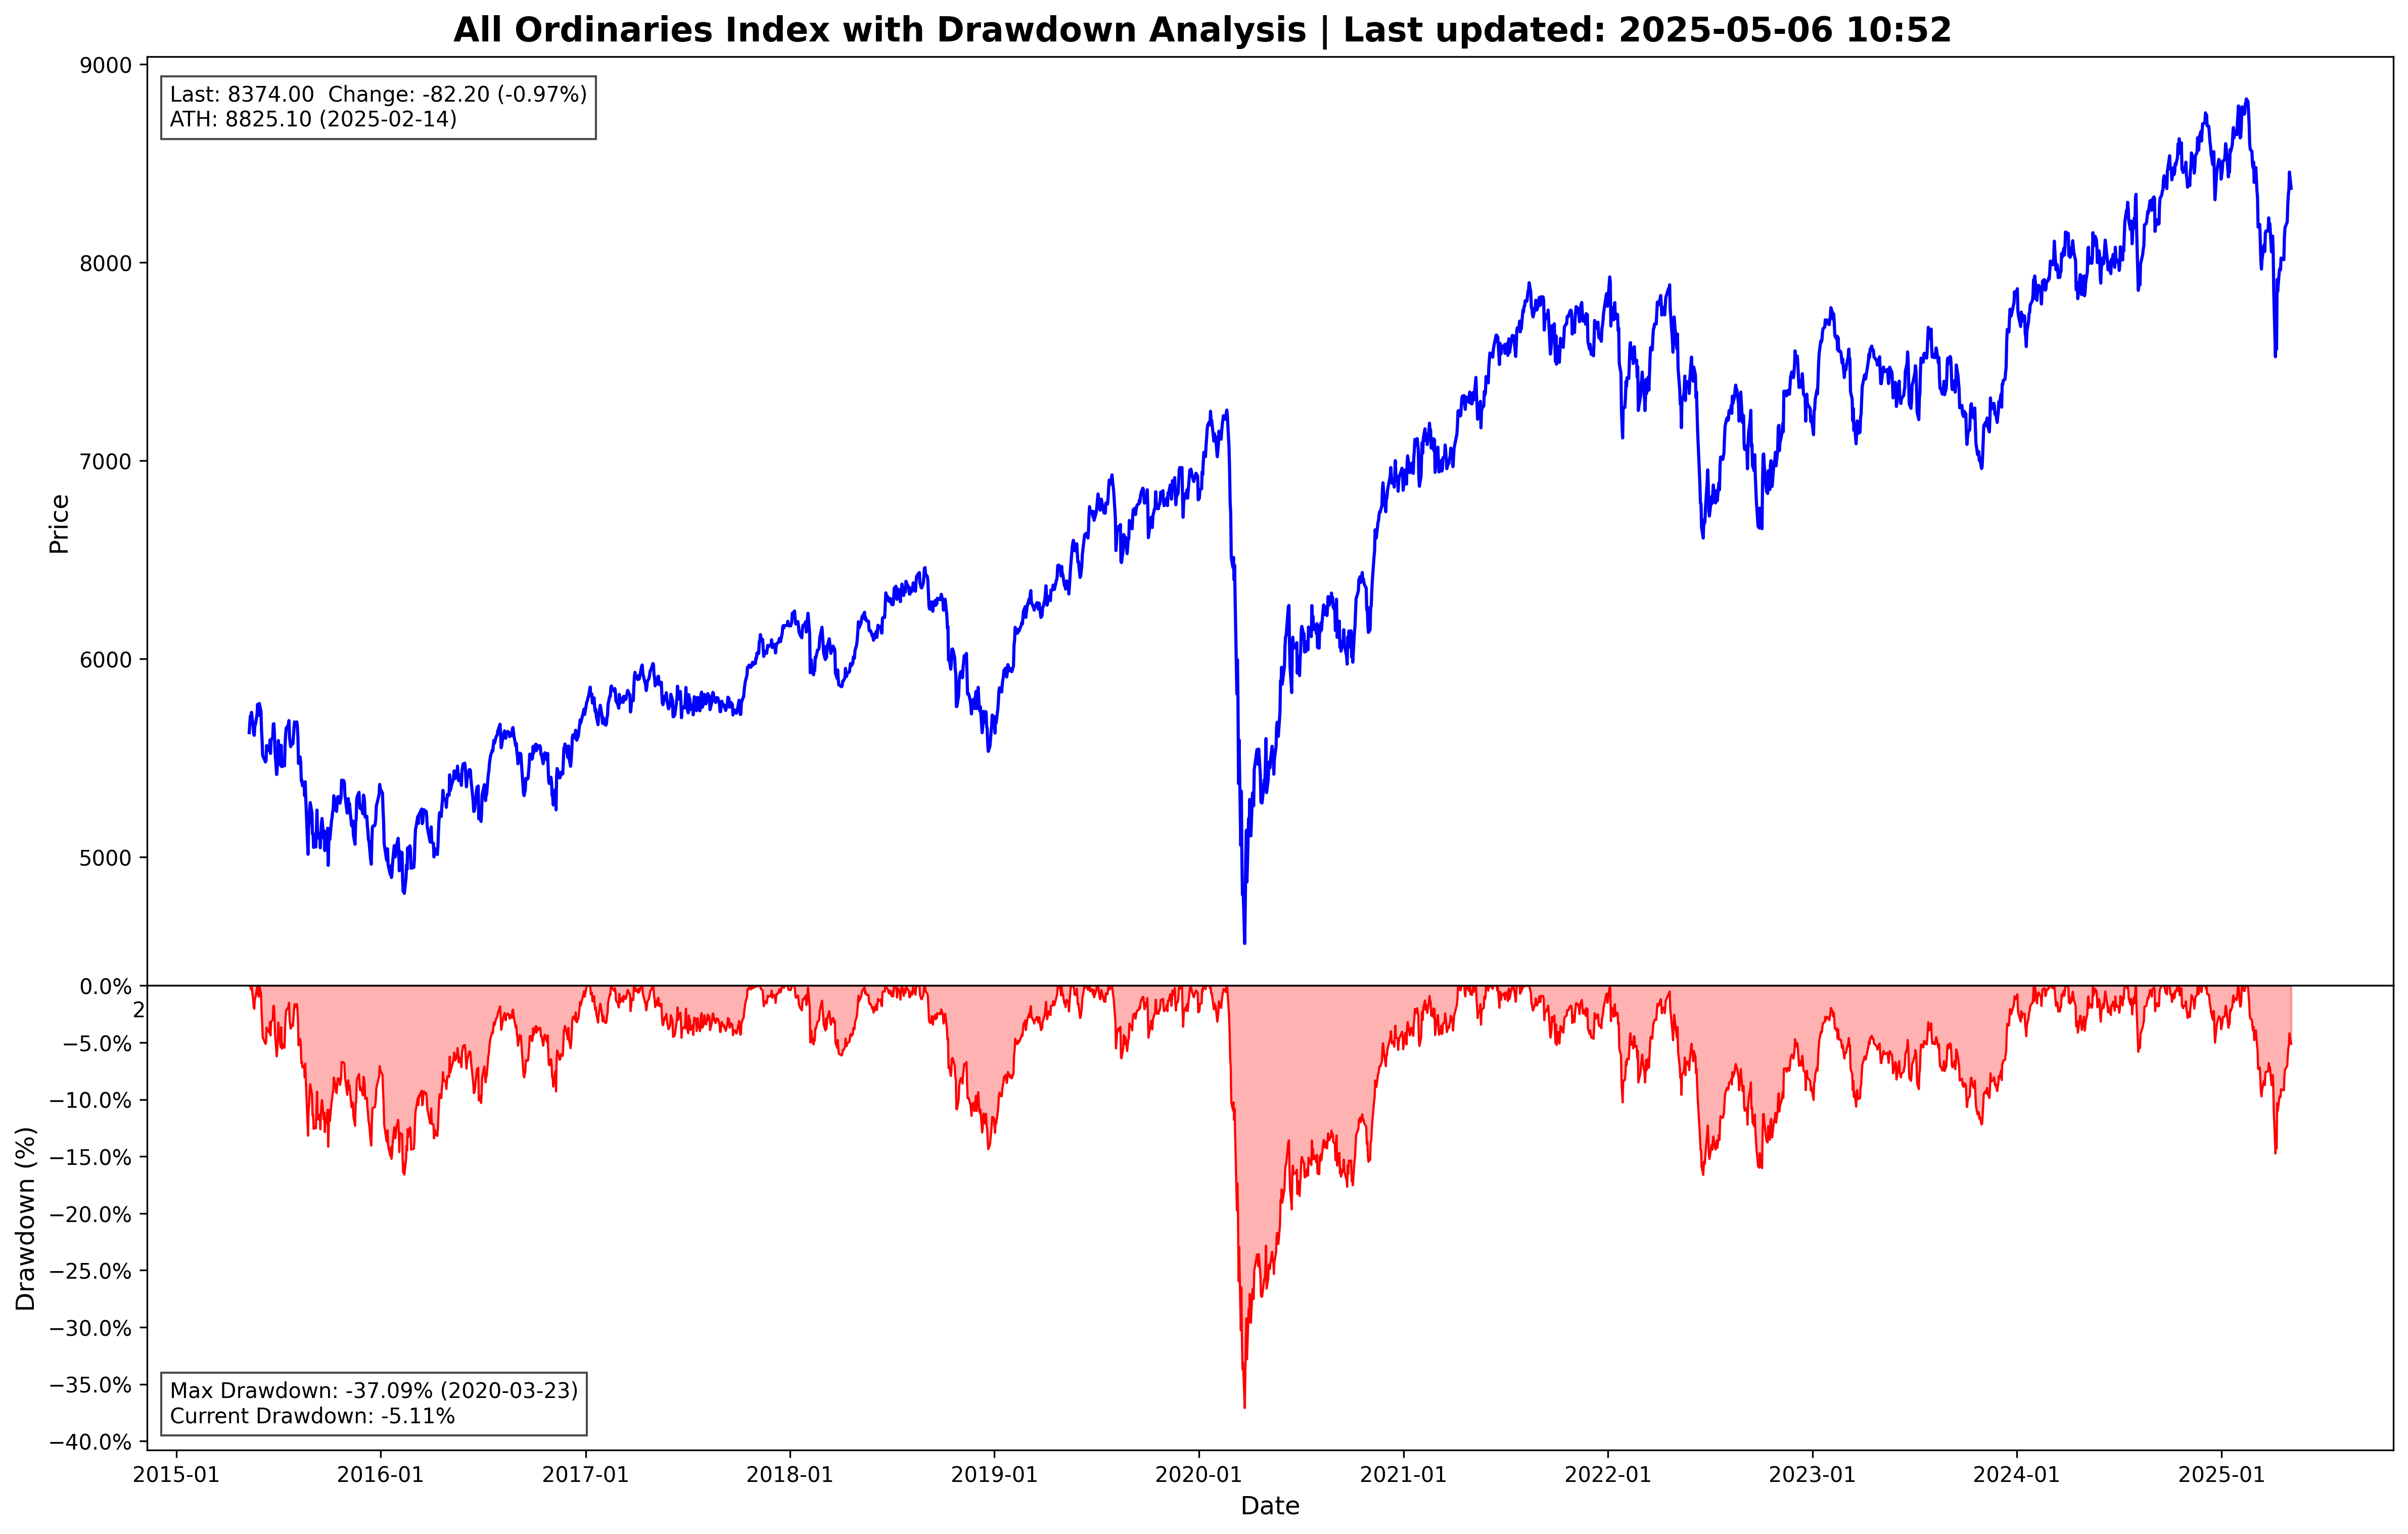 All Ordinaries Index with Drawdown Analysis | Last updated: 2025-05-06 10:52
9000
Last: 8374.00  Change: -82.20 (-0.97%)
ATH: 8825.10 (2025-02-14)
8000
7000
Price
6000
5000
0.0%
2
−5.0%
−10.0%
−15.0%
−20.0%
Drawdown (%)
−25.0%
−30.0%
−35.0%
−40.0%
Max Drawdown: -37.09% (2020-03-23)
Current Drawdown: -5.11%
2015-01 2016-01 2017-01 2018-01 2019-01 2020-01 2021-01 2022-01 2023-01 2024-01 2025-01
Date